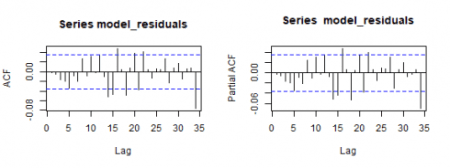 Series model_residuals
ACF
0.00
-0.08
0 5 10 15 20 25 30 35
Lag
Series model_residuals
Partial ACF
0.00
-0.06
0 5 10 15 20 25 30 35
Lag